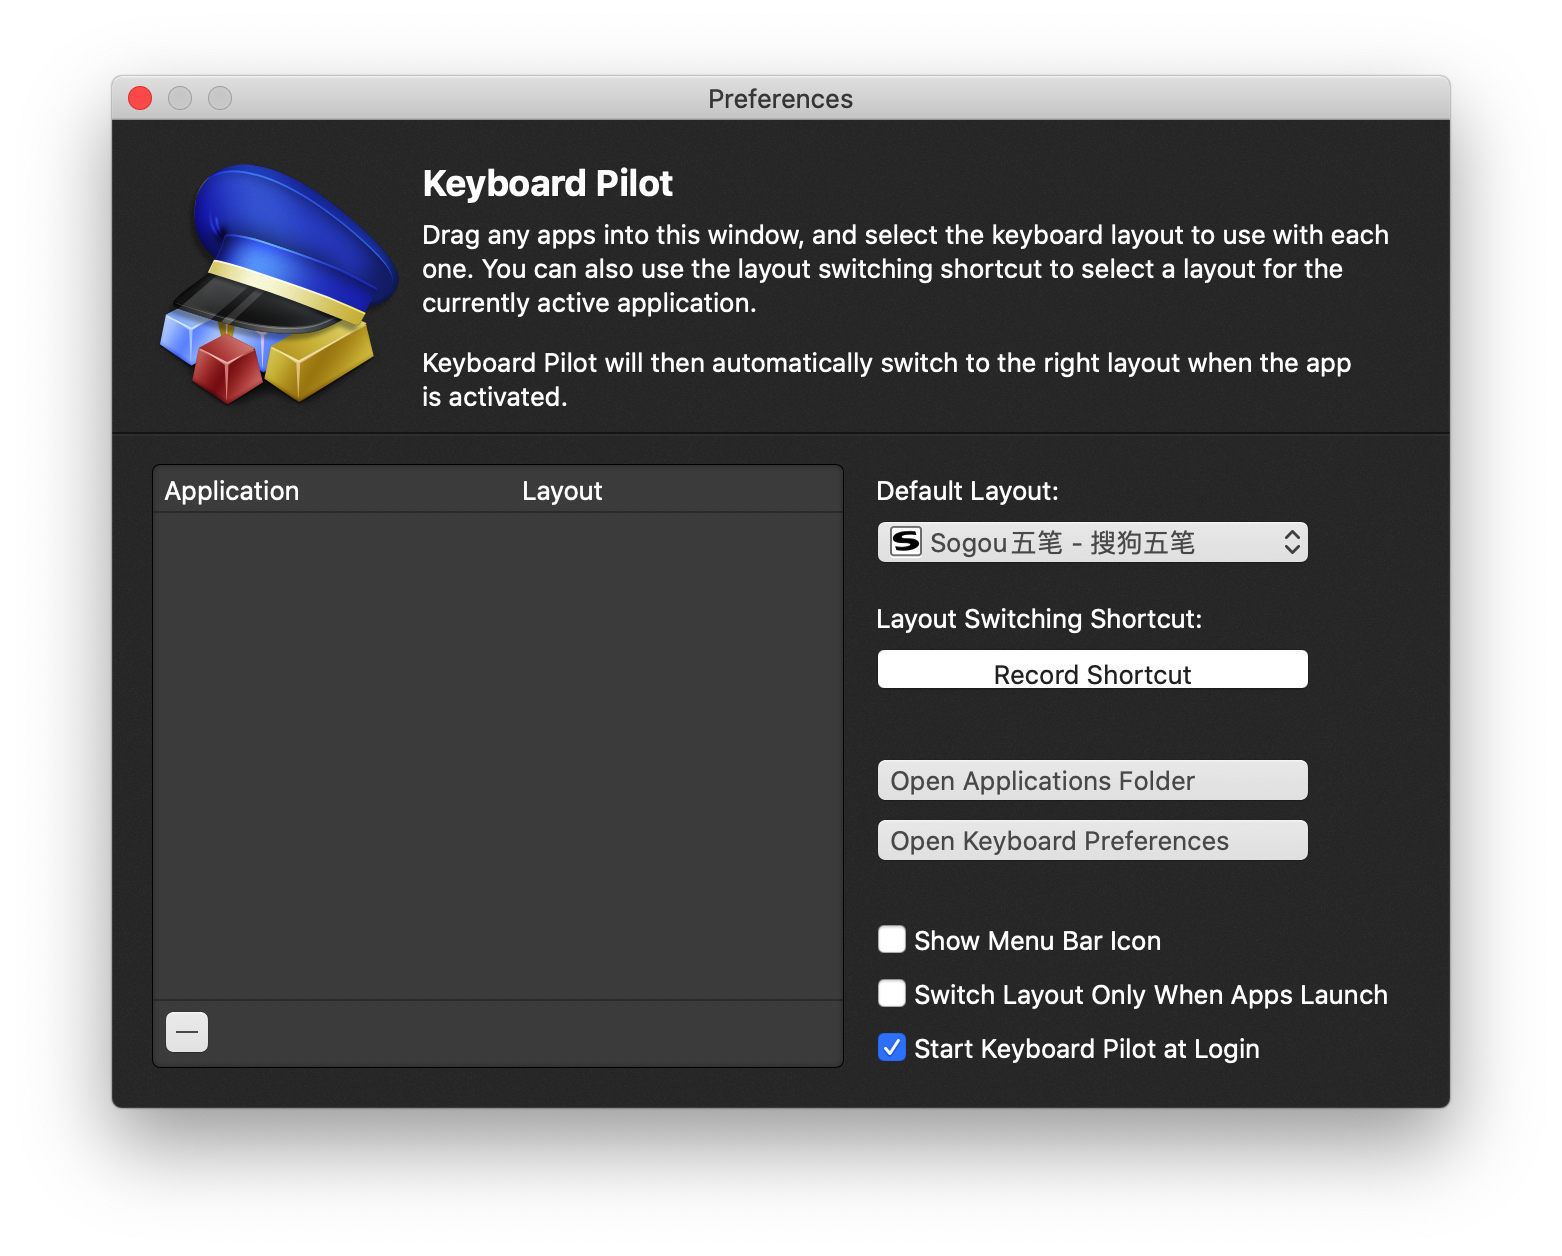 Preferences
Keyboard Pilot
Drag any apps into this window, and select the keyboard layout to use with each
one. You can also use the layout switching shortcut to select a layout for the
currently active application.
Keyboard Pilot will then automatically switch to the right layout when the app
is activated.
Application Layout
Default Layout:
S Sogou五笔 - 搜狗五笔
Layout Switching Shortcut:
Record Shortcut
Open Applications Folder
Open Keyboard Preferences
Show Menu Bar Icon
Switch Layout Only When Apps Launch
Start Keyboard Pilot at Login